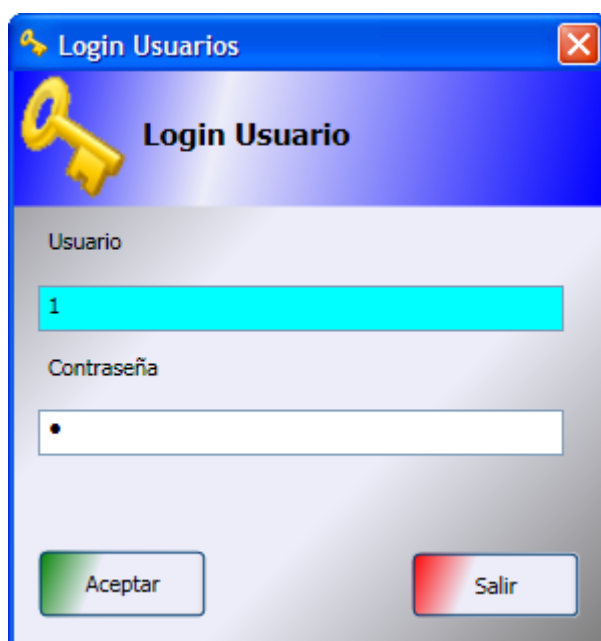 Login Usuarios
Login Usuario
Usuario
1
Contraseña
•
Aceptar
Salir